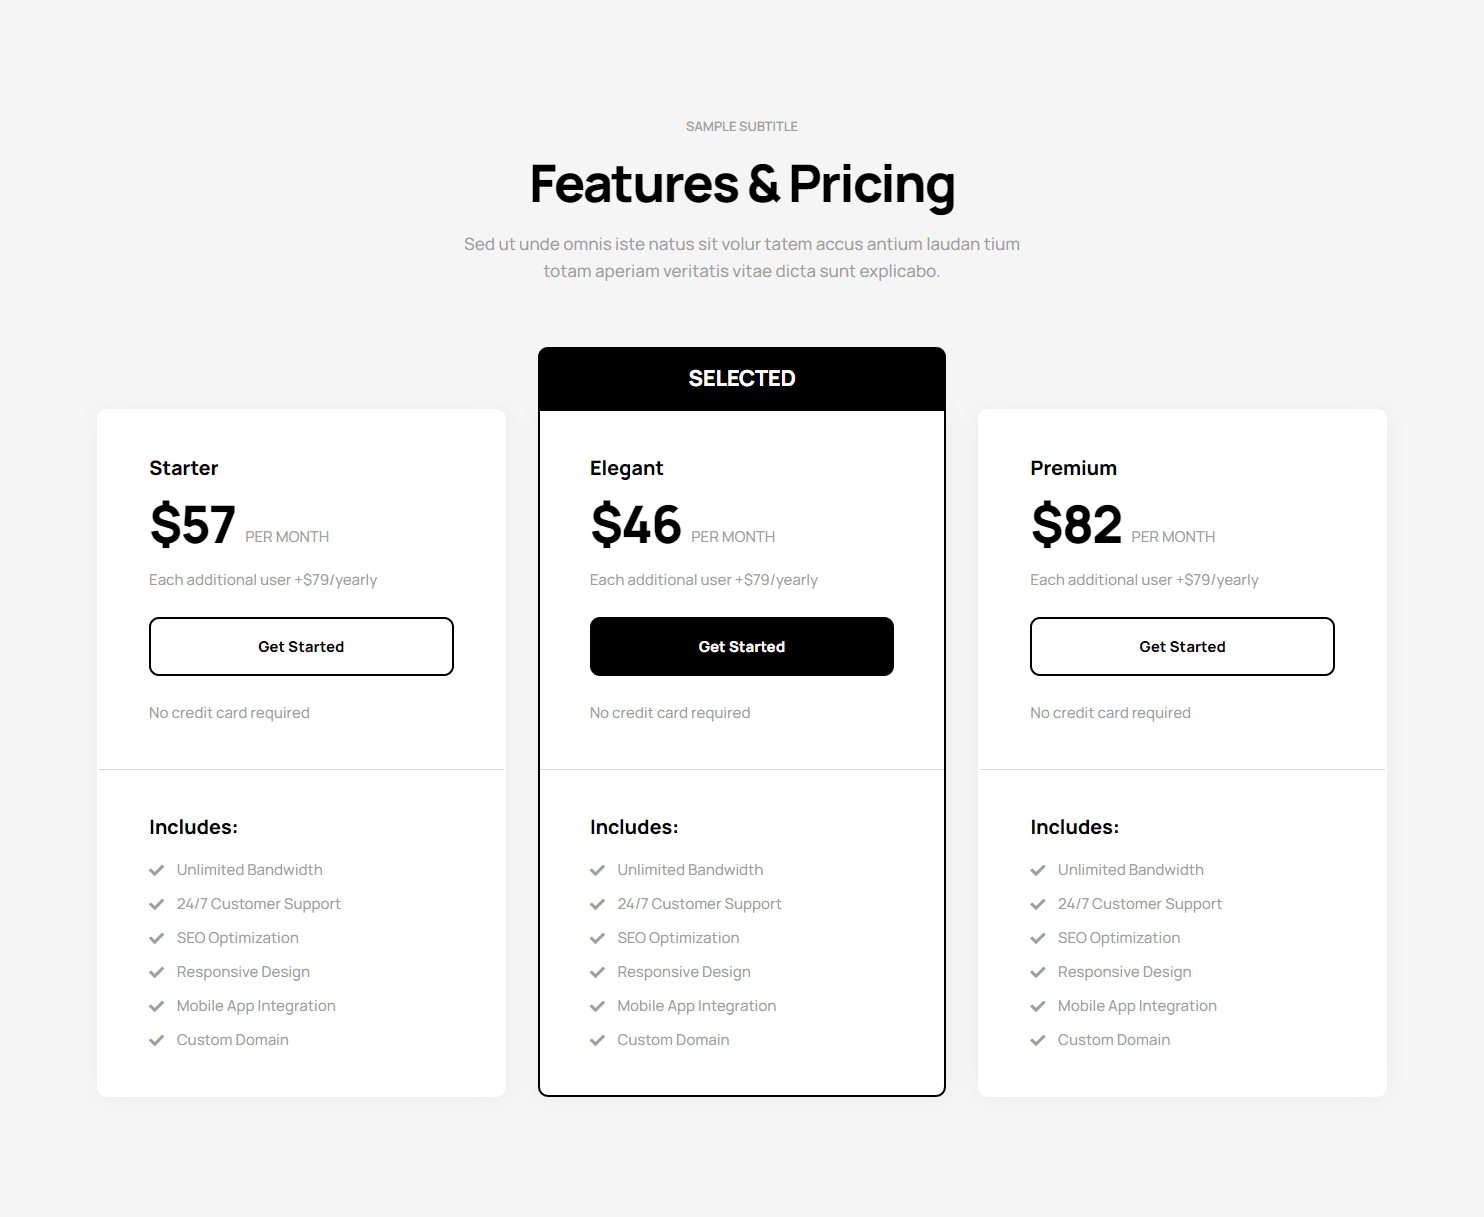 SAMPLE SUBTITLE
Features & Pricing
Sed ut unde omnis iste natus sit volur tatem accus antium laudan tium
totam aperiam veritatis vitae dicta sunt explicabo.
Starter
$57 PER MONTH
Each additional user +$79/yearly
Get Started
No credit card required
Includes:
Unlimited Bandwidth
24/7 Customer Support
SEO Optimization
Responsive Design
Mobile App Integration
Custom Domain
SELECTED
Elegant
$46 PER MONTH
Each additional user +$79/yearly
Get Started
No credit card required
Includes:
Unlimited Bandwidth
24/7 Customer Support
SEO Optimization
Responsive Design
Mobile App Integration
Custom Domain
Premium
$82 PER MONTH
Each additional user +$79/yearly
Get Started
No credit card required
Includes:
Unlimited Bandwidth
24/7 Customer Support
SEO Optimization
Responsive Design
Mobile App Integration
Custom Domain